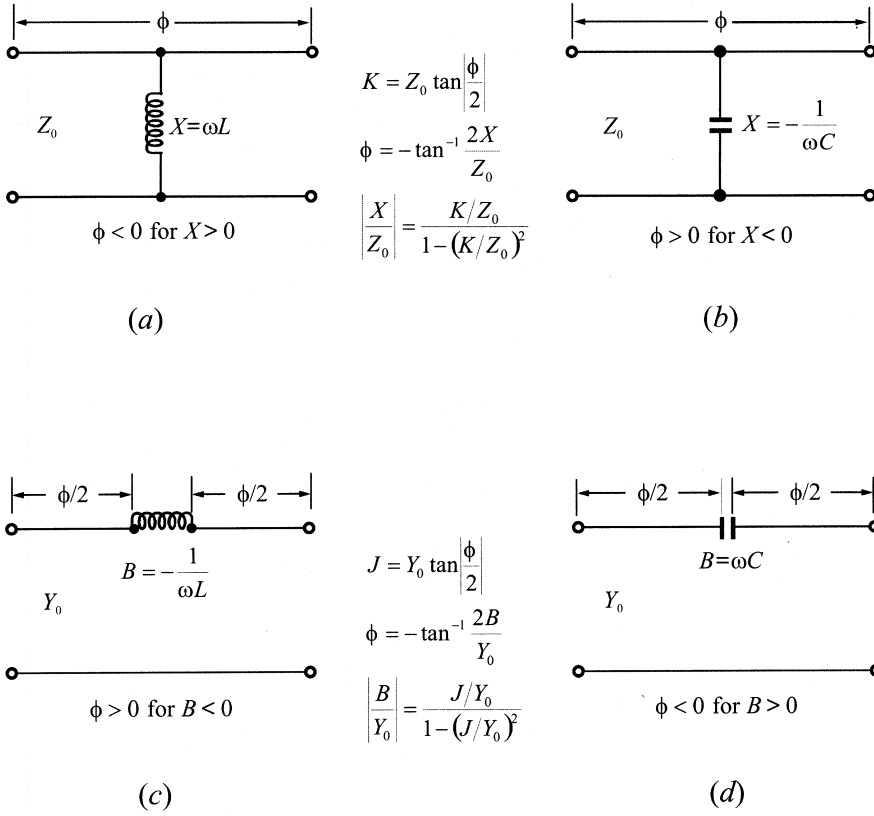 ϕ
Z₀
X=ωL
ϕ < 0 for X > 0
(a)
K = Z₀ tan|ϕ/2|
ϕ = −tan⁻¹ 2X/Z₀
|X/Z₀| = K/Z₀ / 1−(K/Z₀)²
ϕ
Z₀
X = −1/ωC
ϕ > 0 for X < 0
(b)
ϕ/2
ϕ/2
B = −1/ωL
Y₀
ϕ > 0 for B < 0
(c)
J = Y₀ tan|ϕ/2|
ϕ = −tan⁻¹ 2B/Y₀
|B/Y₀| = J/Y₀ / 1−(J/Y₀)²
ϕ/2
ϕ/2
B=ωC
Y₀
ϕ < 0 for B > 0
(d)